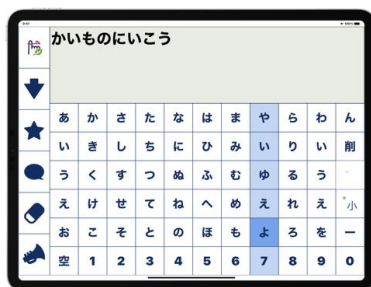 かいものにいこう
あ か さ た な は ま や ら わ ん
い き し ち に ひ み い り い 削
う く す つ ぬ ふ む ゆ る う ゛
え け せ て ね へ め え れ え ゜小
お こ そ と の ほ も よ ろ を ー
空 1 2 3 4 5 6 7 8 9 0